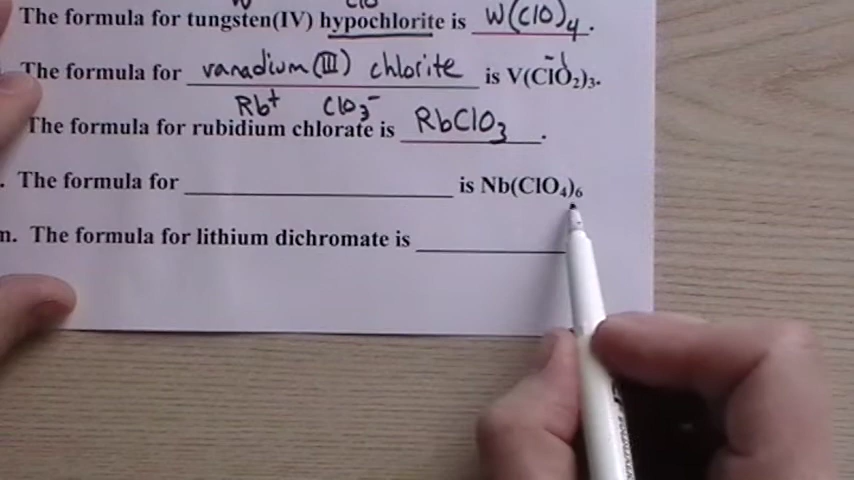 The formula for tungsten(IV) hypochlorite is W(ClO)4.
The formula for vanadium(III) chlorite is V(ClO2)3.
Rb+ ClO3-
The formula for rubidium chlorate is RbClO3.
. The formula for ____ is Nb(ClO4)6
m. The formula for lithium dichromate is ____